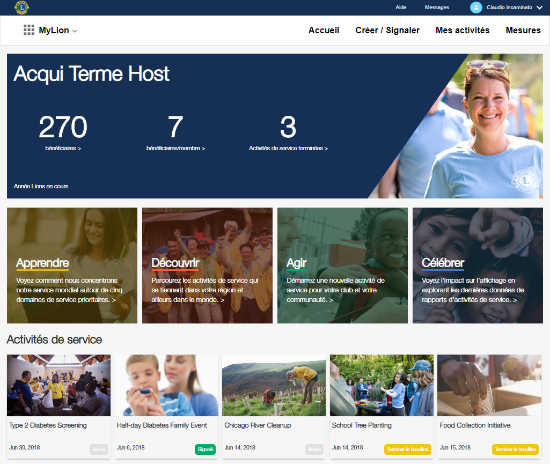 Aide Messages Claudio Incaminato
MyLion Accueil Créer / Signaler Mes activités Mesures
Acqui Terme Host
270 7 3
bénéficiaires > bénéficiaires/membre > Activités de service terminées >
Année Lions en cours
Apprendre
Voyez comment nous concentrons
notre service mondial autour de cinq
domaines de service prioritaires. >
Découvrir
Parcourez les activités de service qui
se tiennent dans votre région et
ailleurs dans le monde. >
Agir
Démarrez une nouvelle activité de
service pour votre club et votre
communauté. >
Célébrer
Voyez l'impact sur l'affichage en
explorant les dernières données de
rapports d'activités de service. >
Activités de service
Type 2 Diabetes Screening
Jun 30, 2018
Half-day Diabetes Family Event
Jun 6, 2018 Signalé
Chicago River Cleanup
Jun 14, 2018
School Tree Planting
Jun 14, 2018 Terminer le brouillon
Food Collection Initiative
Jun 15, 2018 Terminer le brouillon